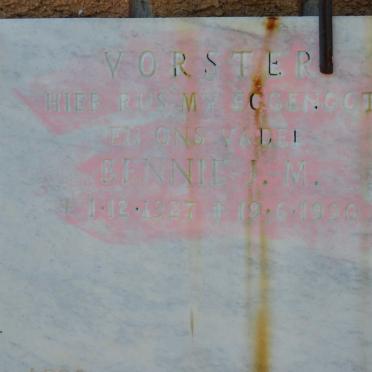 VORSTER
HIER RUS MY EGGENOOT
EN ONS VADER
BENNIE J. M.
1·12·1927 ✝